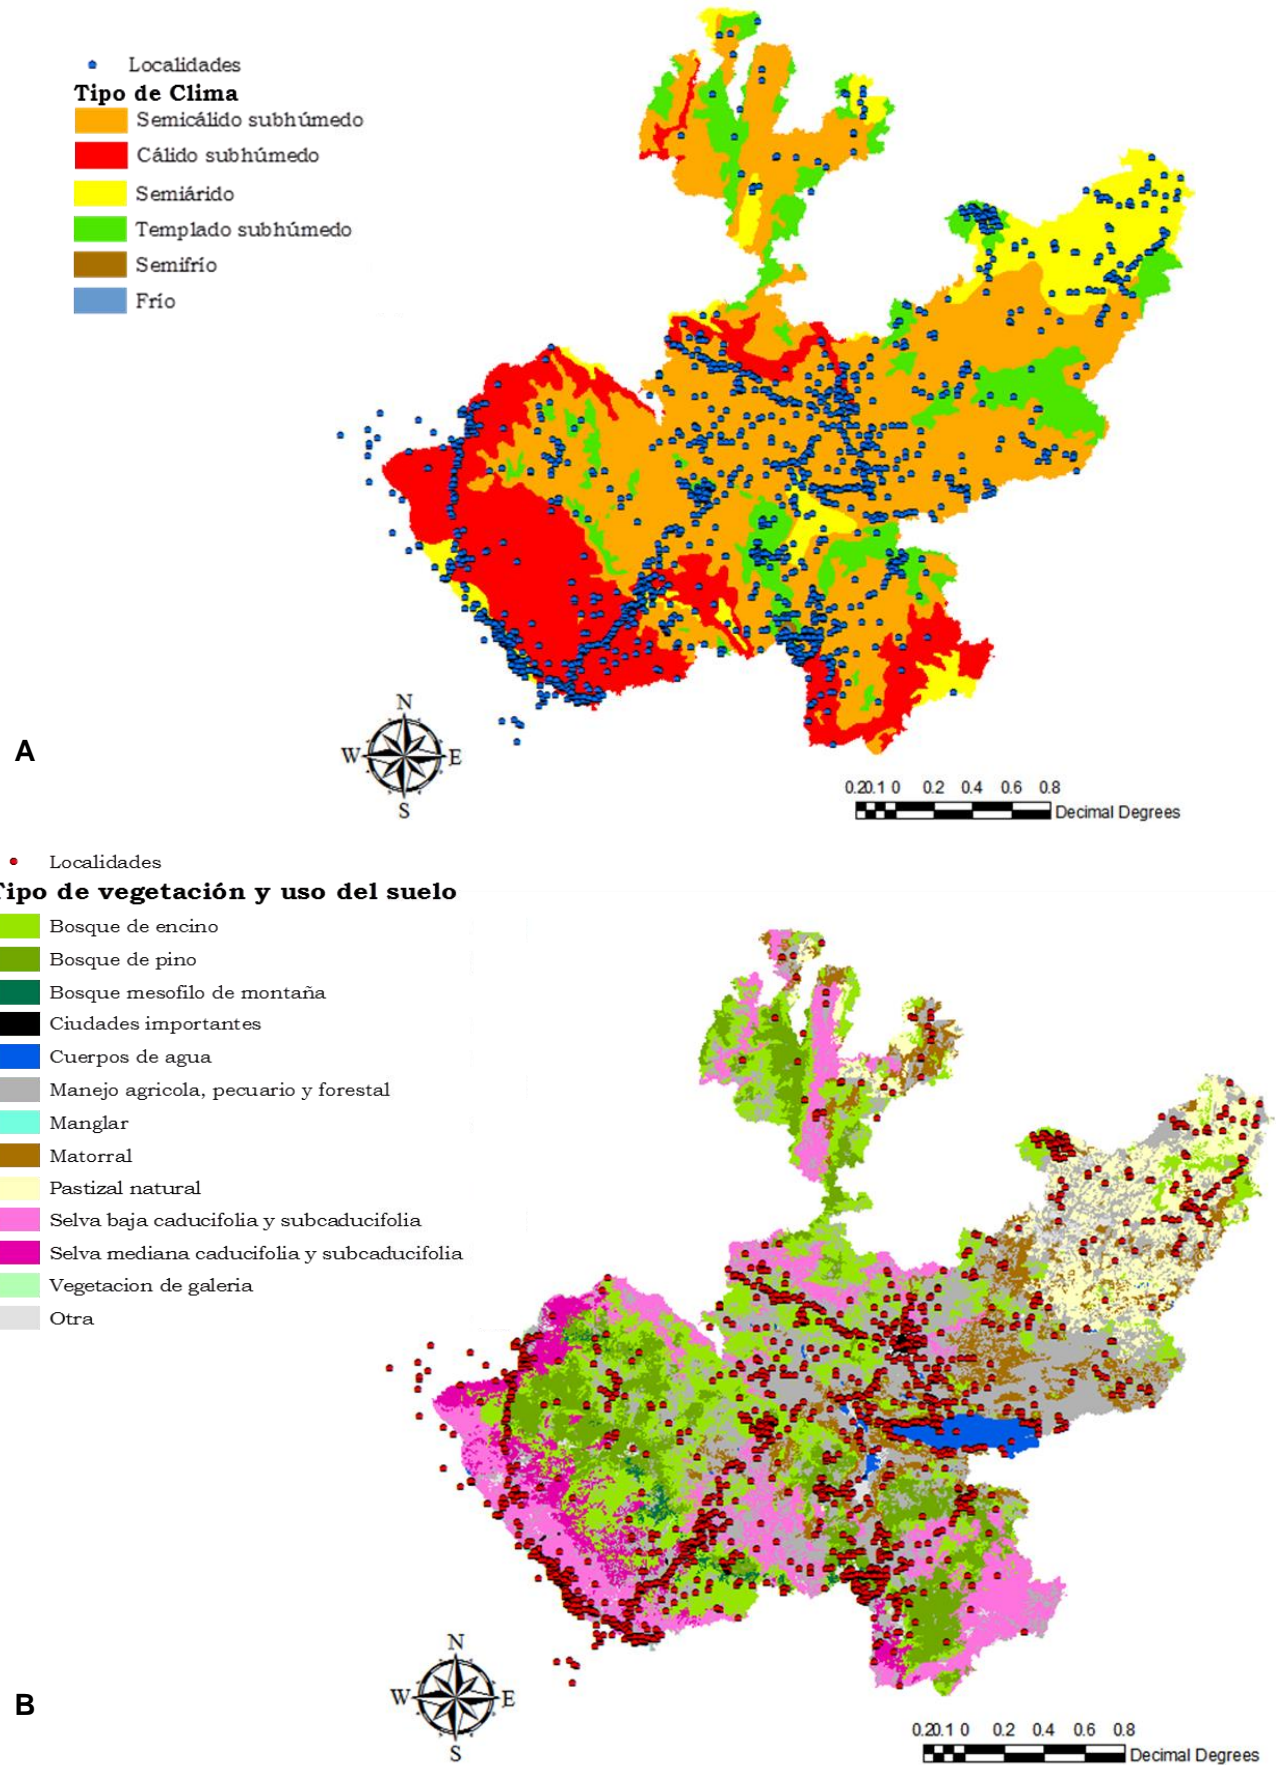 Localidades
Tipo de Clima
Semicálido subhúmedo
Cálido subhúmedo
Semiárido
Templado subhúmedo
Semifrío
Frío
N
W E
S
A
0.20.1 0 0.2 0.4 0.6 0.8
Decimal Degrees
Localidades
Tipo de vegetación y uso del suelo
Bosque de encino
Bosque de pino
Bosque mesofilo de montaña
Ciudades importantes
Cuerpos de agua
Manejo agricola, pecuario y forestal
Manglar
Matorral
Pastizal natural
Selva baja caducifolia y subcaducifolia
Selva mediana caducifolia y subcaducifolia
Vegetacion de galeria
Otra
N
W E
S
B
0.20.1 0 0.2 0.4 0.6 0.8
Decimal Degrees